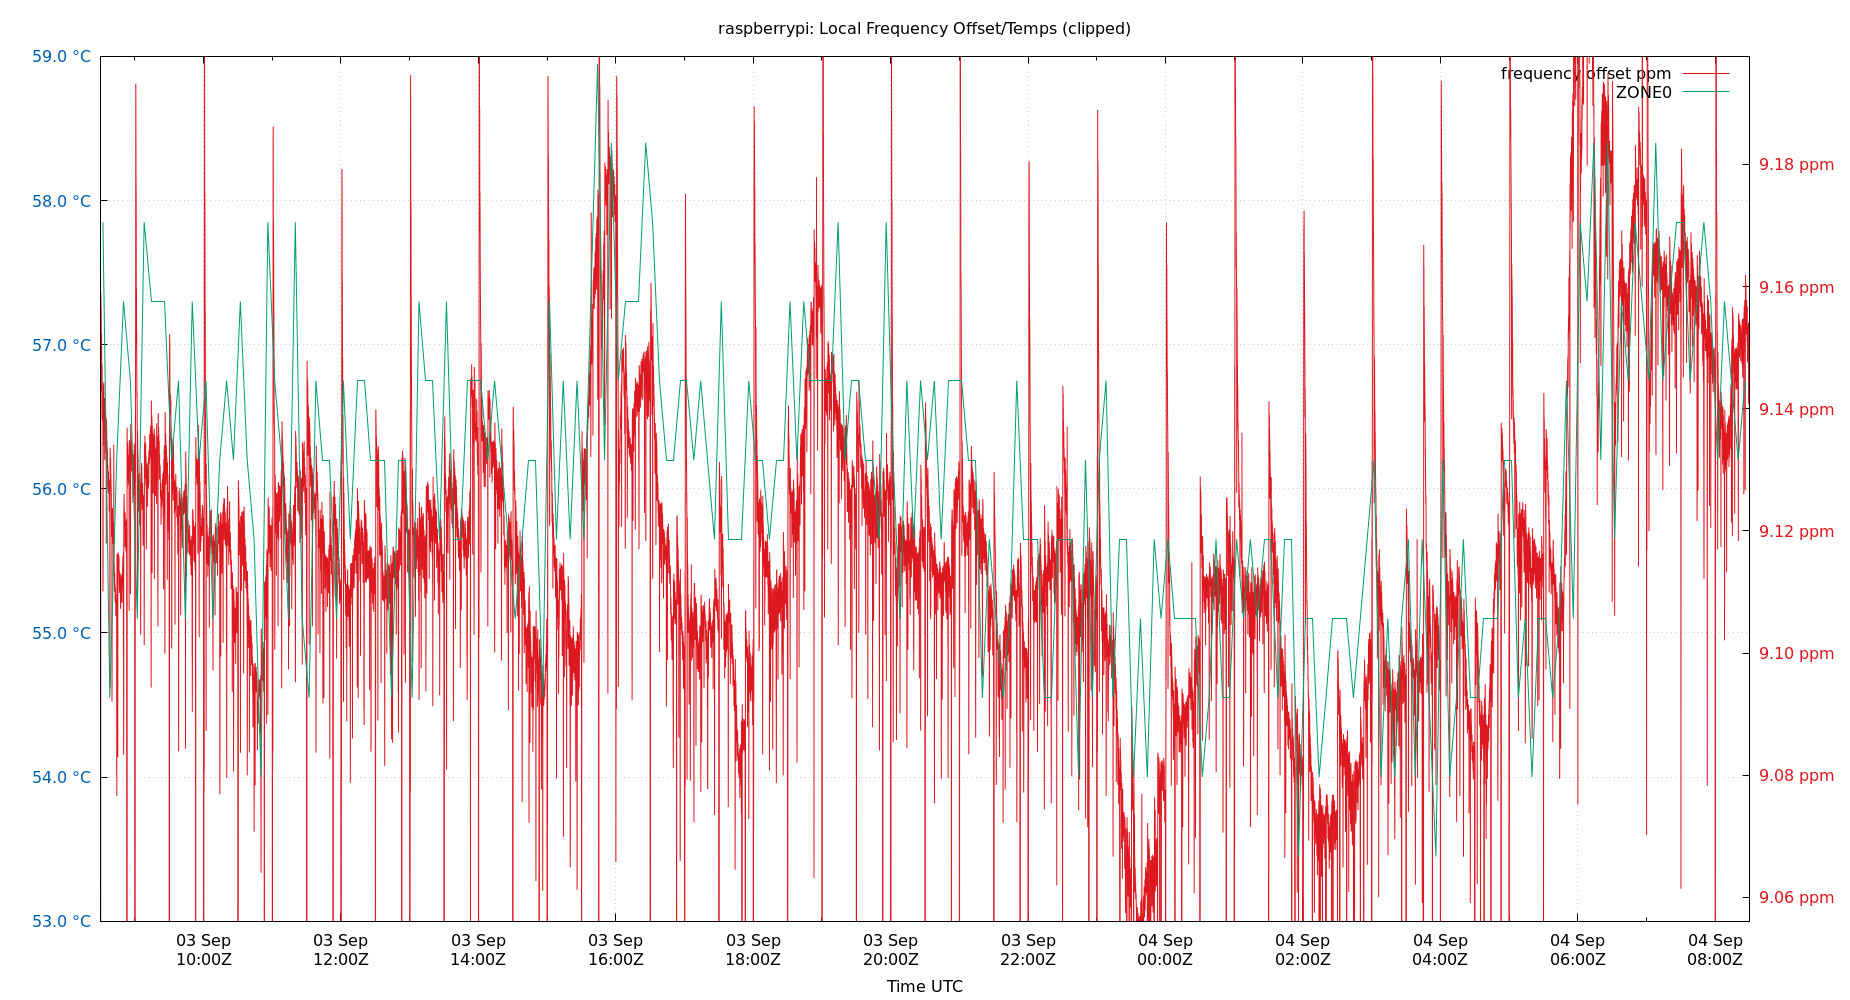 raspberrypi: Local Frequency Offset/Temps (clipped)
59.0 °C
58.0 °C
57.0 °C
56.0 °C
55.0 °C
54.0 °C
53.0 °C
frequency offset ppm
ZONE0
9.18 ppm
9.16 ppm
9.14 ppm
9.12 ppm
9.10 ppm
9.08 ppm
9.06 ppm
03 Sep 03 Sep 03 Sep 03 Sep 03 Sep 03 Sep 03 Sep 04 Sep 04 Sep 04 Sep 04 Sep 04 Sep
10:00Z 12:00Z 14:00Z 16:00Z 18:00Z 20:00Z 22:00Z 00:00Z 02:00Z 04:00Z 06:00Z 08:00Z
Time UTC